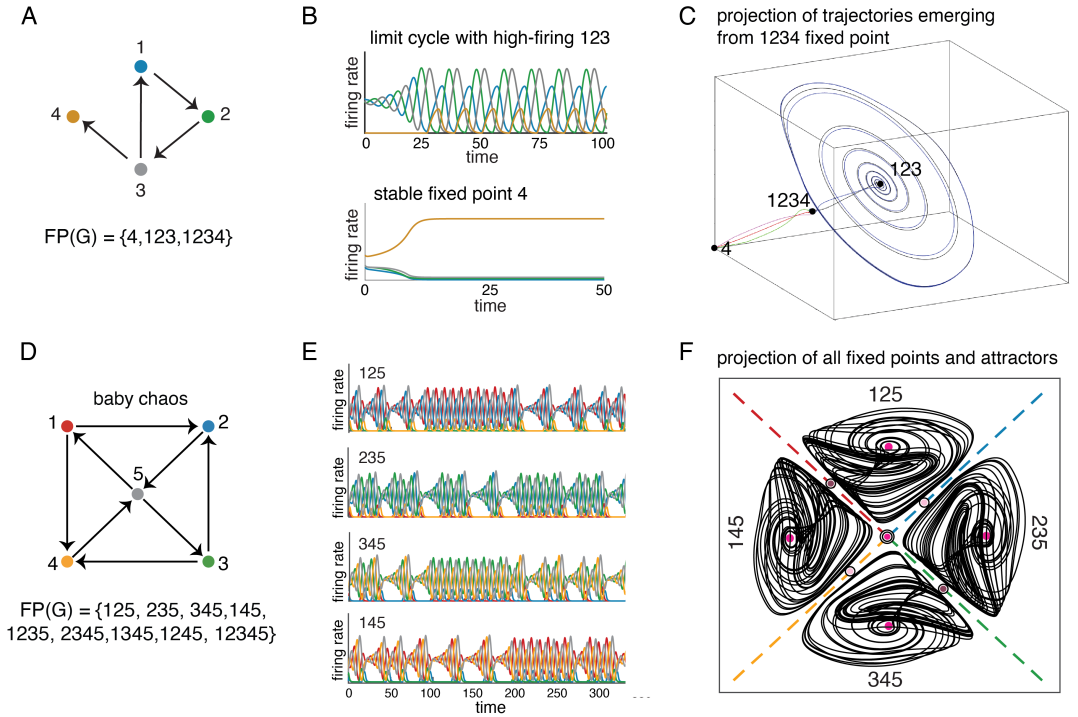 A
1
4
2
3
FP(G) = {4,123,1234}
B
limit cycle with high-firing 123
firing rate
0
25
50
75
100
time
stable fixed point 4
firing rate
0
25
50
time
C
projection of trajectories emerging
from 1234 fixed point
123
1234
4
D
baby chaos
1
2
5
4
3
FP(G) = {125, 235, 345,145,
1235, 2345,1345,1245, 12345}
E
125
firing rate
235
firing rate
345
firing rate
145
firing rate
0
50
100
150
200
250
300
time
F
projection of all fixed points and attractors
125
145
235
345